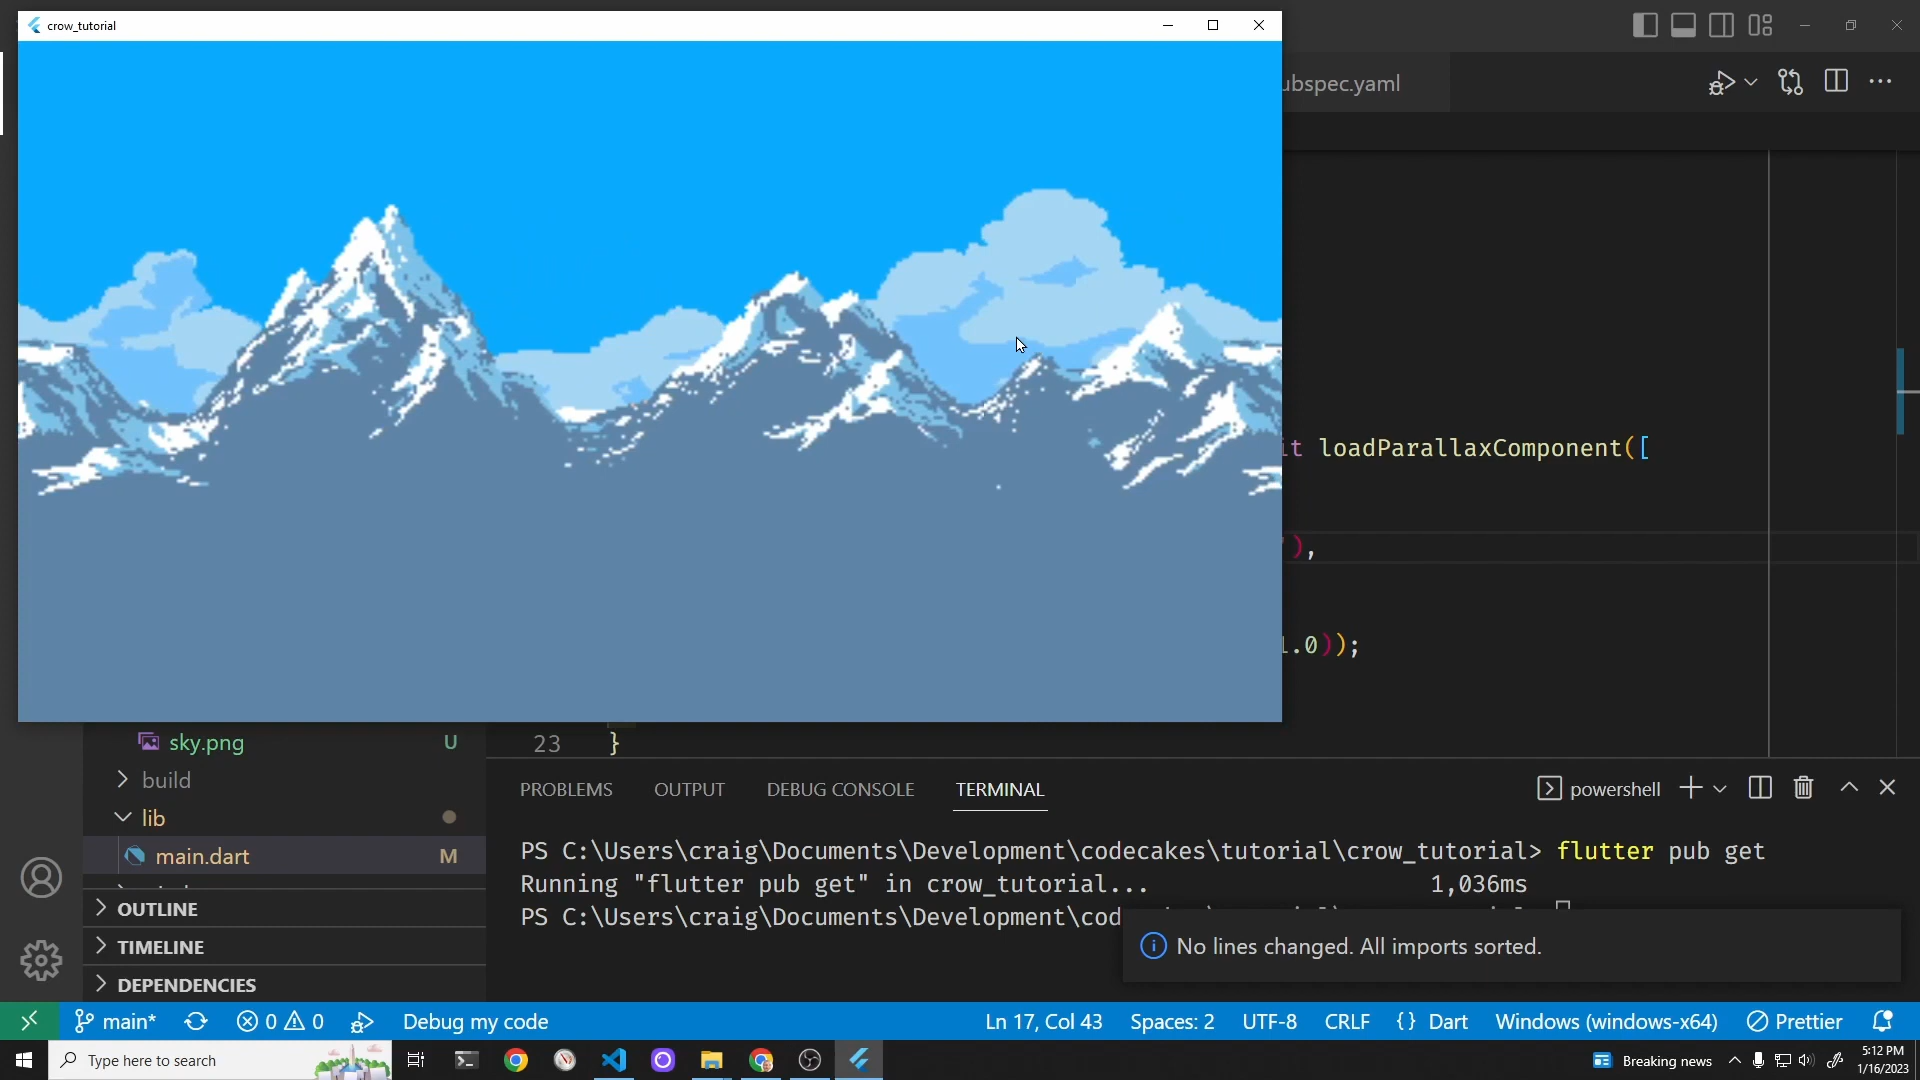 crow_tutorial
ubspec.yaml
it loadParallaxComponent([
'),
1.0));
23 }
sky.png U
build
lib
main.dart M
OUTLINE
TIMELINE
DEPENDENCIES
PROBLEMS OUTPUT DEBUG CONSOLE TERMINAL
powershell
PS C:\Users\craig\Documents\Development\codecakes\tutorial\crow_tutorial> flutter pub get
Running "flutter pub get" in crow_tutorial... 1,036ms
PS C:\Users\craig\Documents\Development\cod
No lines changed. All imports sorted.
main* 0 0 Debug my code Ln 17, Col 43 Spaces: 2 UTF-8 CRLF {} Dart Windows (windows-x64) Prettier
Type here to search
Breaking news
5:12 PM
1/16/2023